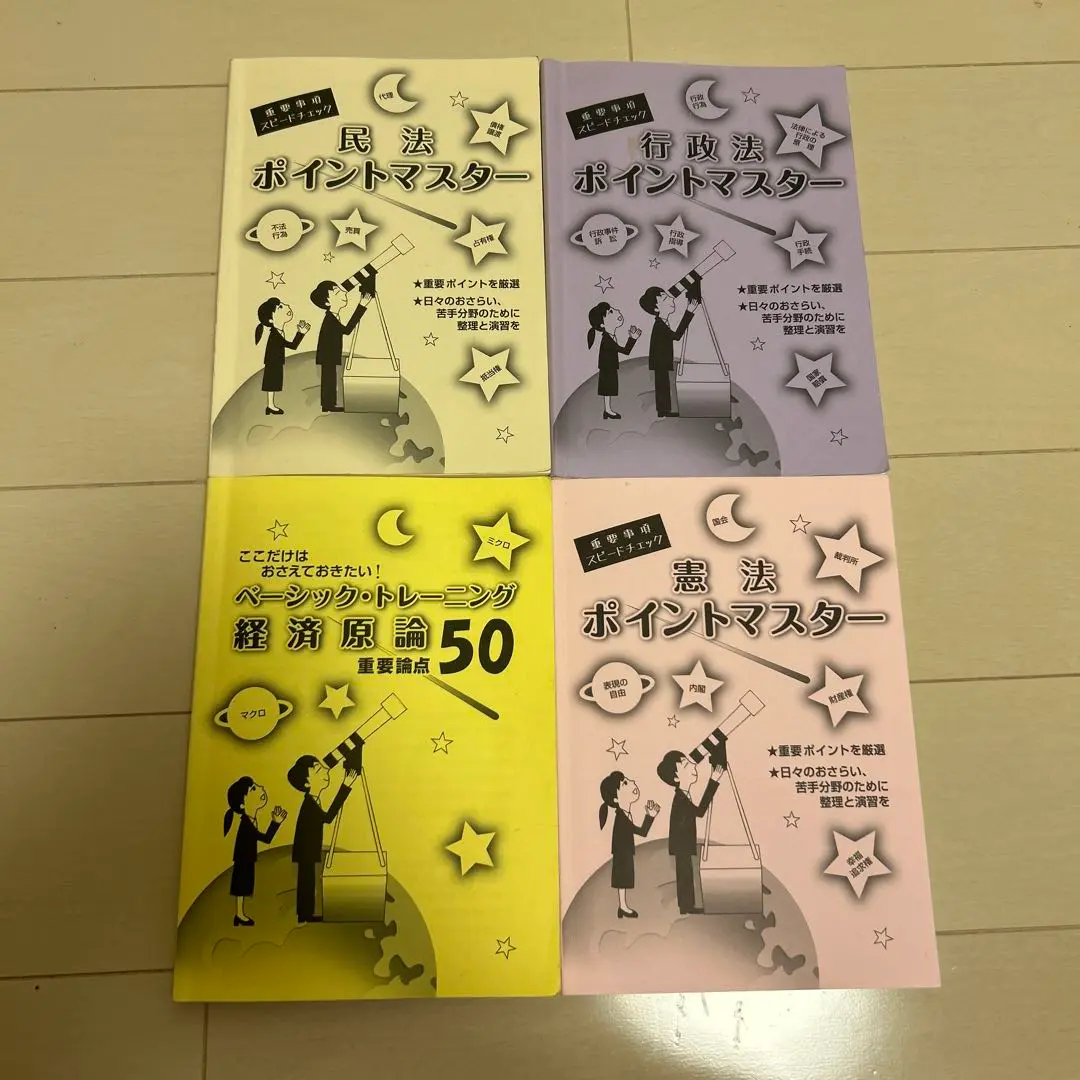 重要事項
スピードチェック
民法
ポイントマスター
代理
債権
譲渡
不法
行為
売買
占有権
★重要ポイントを厳選
★日々のおさらい、
苦手分野のために
整理と演習を
抵当権
重要事項
スピードチェック
行政法
ポイントマスター
行政
行為
法律による
行政の
原理
行政事件
訴訟
行政
指導
行政
手続
★重要ポイントを厳選
★日々のおさらい、
苦手分野のために
整理と演習を
国家
賠償
ミクロ
ここだけは
おさえておきたい!
ベーシック・トレーニング
経済原論
重要論点
50
マクロ
重要事項
スピードチェック
憲法
ポイントマスター
国会
裁判所
表現の
自由
内閣
財産権
★重要ポイントを厳選
★日々のおさらい、
苦手分野のために
整理と演習を
幸福
追求権